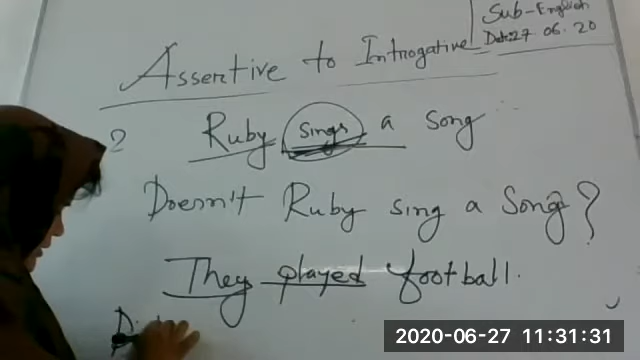 Sub-English
Date:27 06.20
Assertive to Introgative
2 Ruby sings a song
Doesn't Ruby sing a Song?
They played football.
2020-06-27 11:31:31